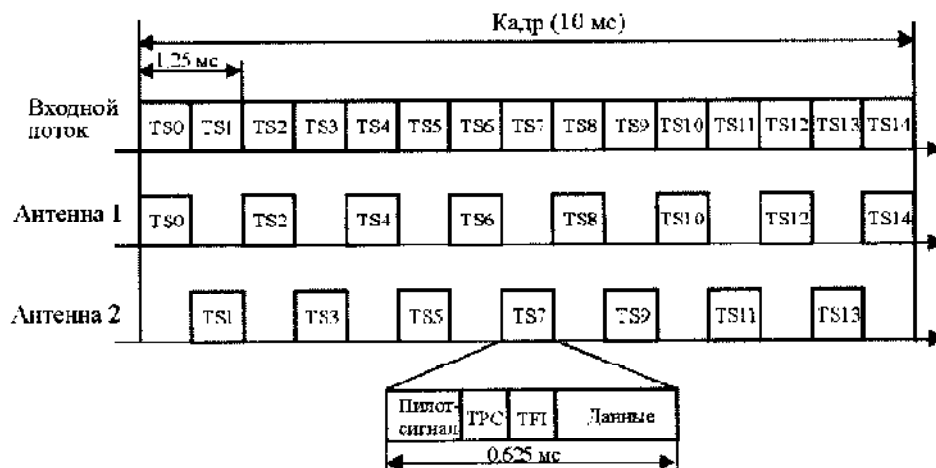 Кадр (10 мс)
1,25 мс
Входной
поток
TS0 TS1 TS2 TS3 TS4 TS5 TS6 TS7 TS8 TS9 TS10 TS11 TS12 TS13 TS14
Антенна 1
TS0 TS2 TS4 TS6 TS8 TS10 TS12 TS14
Антенна 2
TS1 TS3 TS5 TS7 TS9 TS11 TS13
Пилот-
сигнал
TPC TFI Данные
0,625 мс